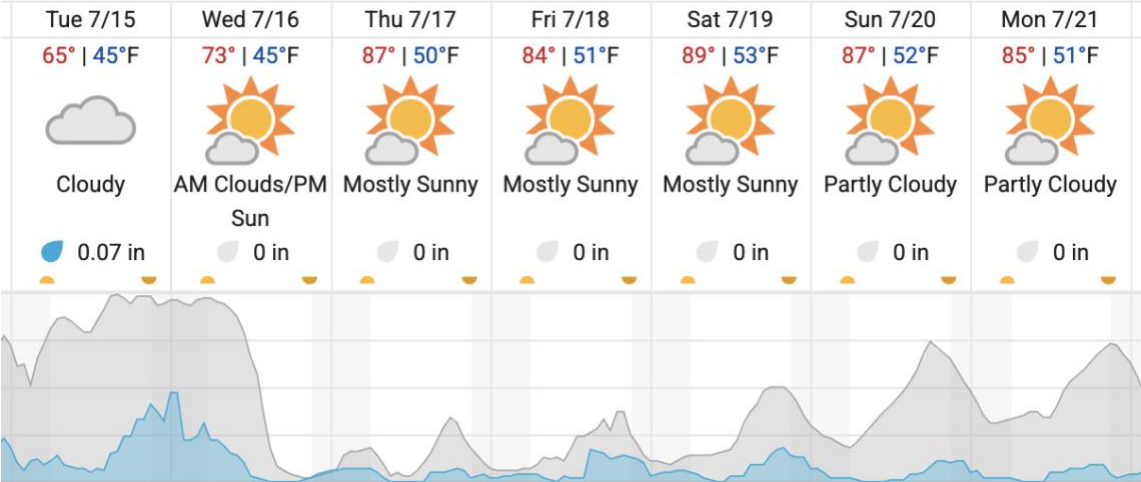 Tue 7/15 Wed 7/16 Thu 7/17 Fri 7/18 Sat 7/19 Sun 7/20 Mon 7/21
65° | 45°F 73° | 45°F 87° | 50°F 84° | 51°F 89° | 53°F 87° | 52°F 85° | 51°F
Cloudy AM Clouds/PM Mostly Sunny Mostly Sunny Mostly Sunny Partly Cloudy Partly Cloudy
Sun
0.07 in 0 in 0 in 0 in 0 in 0 in 0 in